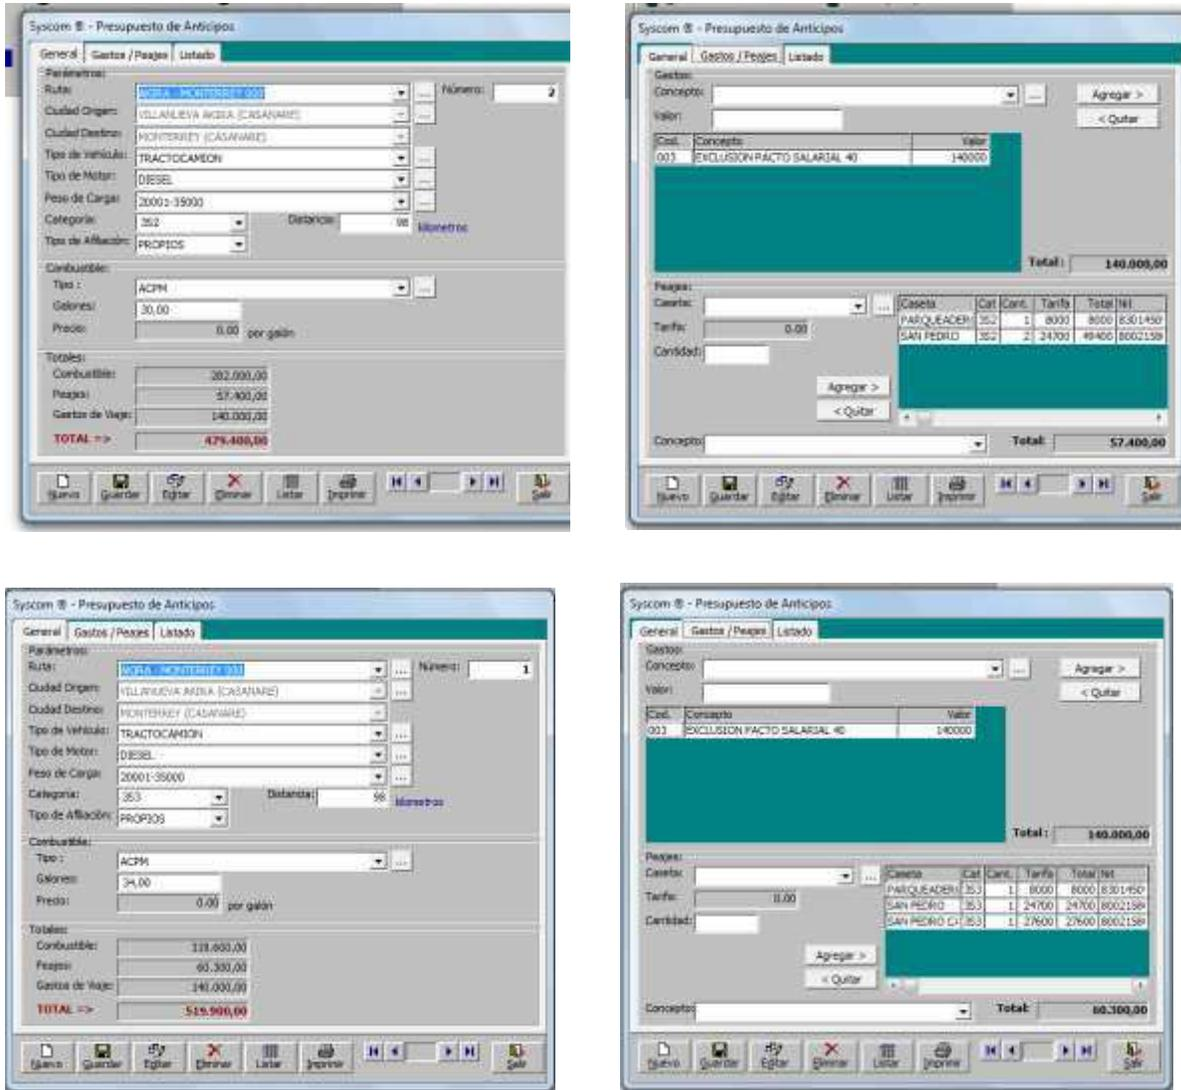 Syscom ® - Presupuesto de Anticipos
General Gastos / Peajes Listado
Parámetros:
Ruta: - MONTERREY Número: 2
Ciudad Origen: VILLANUEVA (CASANARE)
Ciudad Destino: MONTERREY (CASANARE)
Tipo de Vehículo: TRACTOCAMION ...
Tipo de Motor: DIESEL ...
Peso de Carga: 20001-35000 ...
Categoría: 352 Distancia: 98 kilometros
Tipo de Afiliación: PROPIOS
Combustible:
Tipo : ACPM ...
Galones: 30,00
Precio: 0.00 por galón
Totales:
Combustible: 282.000,00
Peajes: 57.400,00
Gastos de Viaje: 140.000,00
TOTAL => 479.400,00
Nuevo Guardar Editar Eliminar Listar Imprimir Salir
Syscom ® - Presupuesto de Anticipos
General Gastos / Peajes Listado
Gastos:
Concepto: ... Agregar >
Valor: < Quitar
Cod. Concepto Valor
003 EXCLUSION PACTO SALARIAL 40 140000
Total : 140.000,00
Peajes:
Caseta: ... Caseta Cat Cant. Tarifa Total Nit
Tarifa: 0.00 PARQUEADER 352 1 8000 8000 8301450
SAN PEDRO 352 2 24700 49400 8002158
Cantidad:
Agregar >
< Quitar
Concepto: Total: 57.400,00
Nuevo Guardar Editar Eliminar Listar Imprimir Salir
Syscom ® - Presupuesto de Anticipos
General Gastos / Peajes Listado
Parámetros:
Ruta: - MONTERREY ... Número: 1
Ciudad Origen: VILLANUEVA (CASANARE) ...
Ciudad Destino: MONTERREY (CASANARE)
Tipo de Vehículo: TRACTOCAMION ...
Tipo de Motor: DIESEL ...
Peso de Carga: 20001-35000 ...
Categoría: 353 Distancia: 98 kilometros
Tipo de Afiliación: PROPIOS
Combustible:
Tipo : ACPM ...
Galones: 34,00
Precio: 0.00 por galón
Totales:
Combustible: 319.600,00
Peajes: 60.300,00
Gastos de Viaje: 140.000,00
TOTAL => 519.900,00
Nuevo Guardar Editar Eliminar Listar Imprimir Salir
Syscom ® - Presupuesto de Anticipos
General Gastos / Peajes Listado
Gastos:
Concepto: ... Agregar >
Valor: < Quitar
Cod. Concepto Valor
003 EXCLUSION PACTO SALARIAL 40 140000
Total : 140.000,00
Peajes:
Caseta: ... Caseta Cat Cant. Tarifa Total Nit
Tarifa: 0.00 PARQUEADER 353 1 8000 8000 8301450
SAN PEDRO 353 1 24700 24700 8002158
Cantidad: SAN PEDRO 353 1 27600 27600 8002158
Agregar >
< Quitar
Concepto: Total: 60.300,00
Nuevo Guardar Editar Eliminar Listar Imprimir Salir